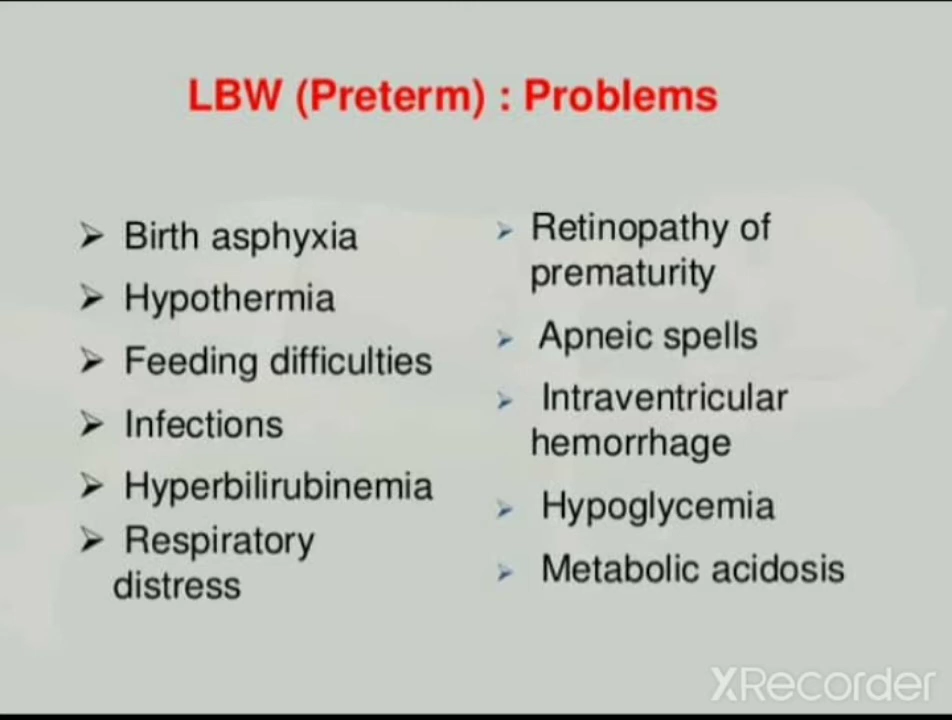 LBW (Preterm) : Problems
Birth asphyxia
Hypothermia
Feeding difficulties
Infections
Hyperbilirubinemia
Respiratory
distress
Retinopathy of
prematurity
Apneic spells
Intraventricular
hemorrhage
Hypoglycemia
Metabolic acidosis
XRecorder